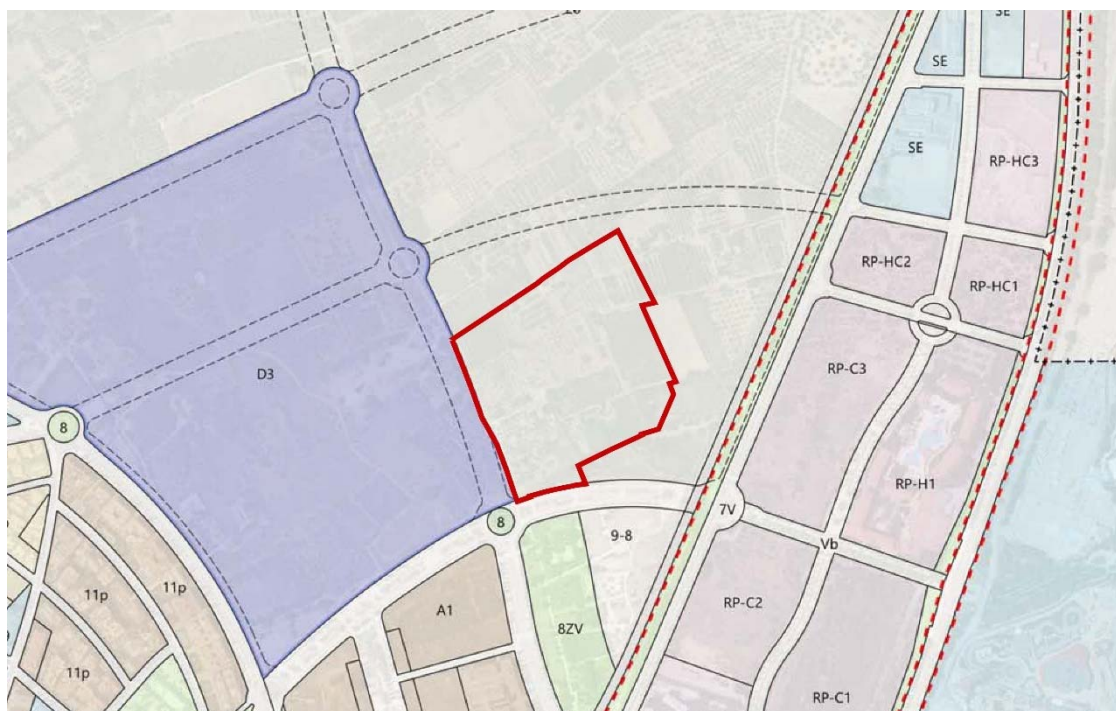 SE
SE
SE
RP-HC3
RP-HC2
RP-HC1
D3
RP-C3
8
RP-H1
7V
8
9-8
Vb
11p
11p
A1
RP-C2
8ZV
11p
RP-C1